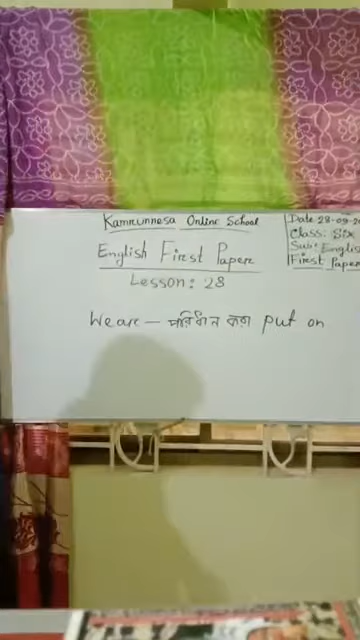 Kamrunnesa Online School
English First Paper
Lesson: 28
Wear — পরিধান করা put on
Date 28-09-20
Class: Six
Sub: English
First Paper